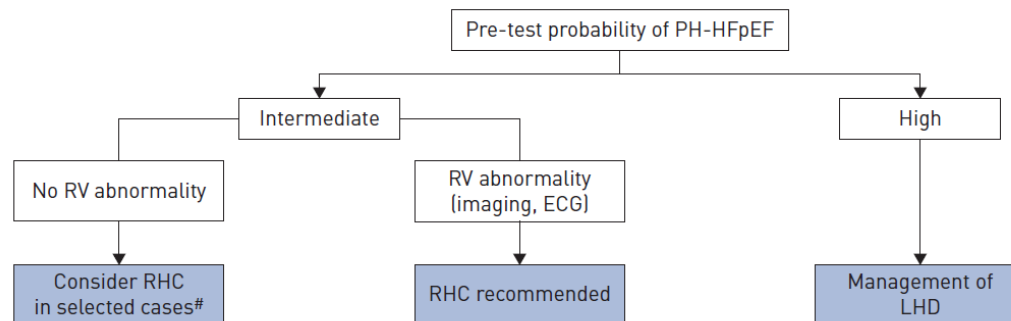 Pre-test probability of PH-HFpEF
Intermediate
High
No RV abnormality
RV abnormality
(imaging, ECG)
Consider RHC
in selected cases#
RHC recommended
Management of
LHD